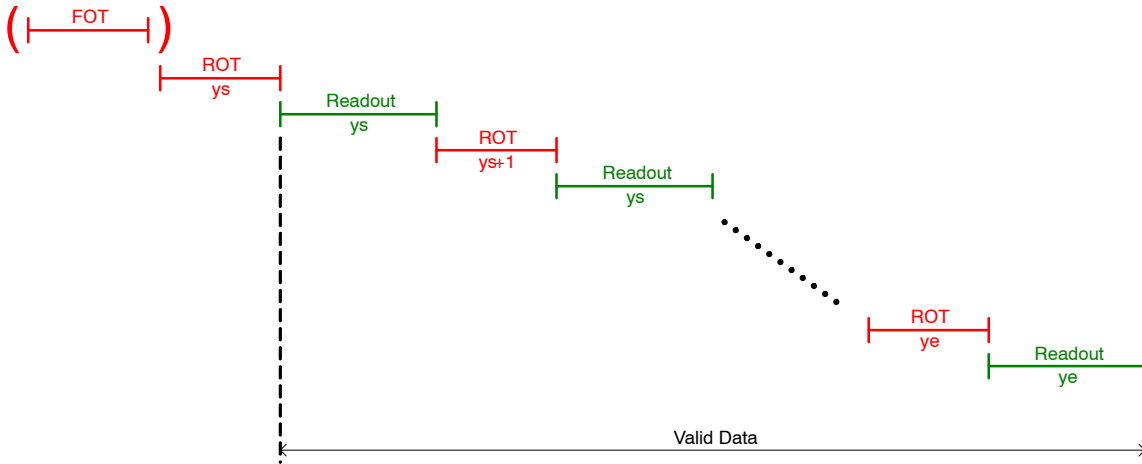 ( FOT )
ROT
ys
Readout
ys
ROT
ys+1
Readout
ys
ROT
ye
Readout
ye
Valid Data